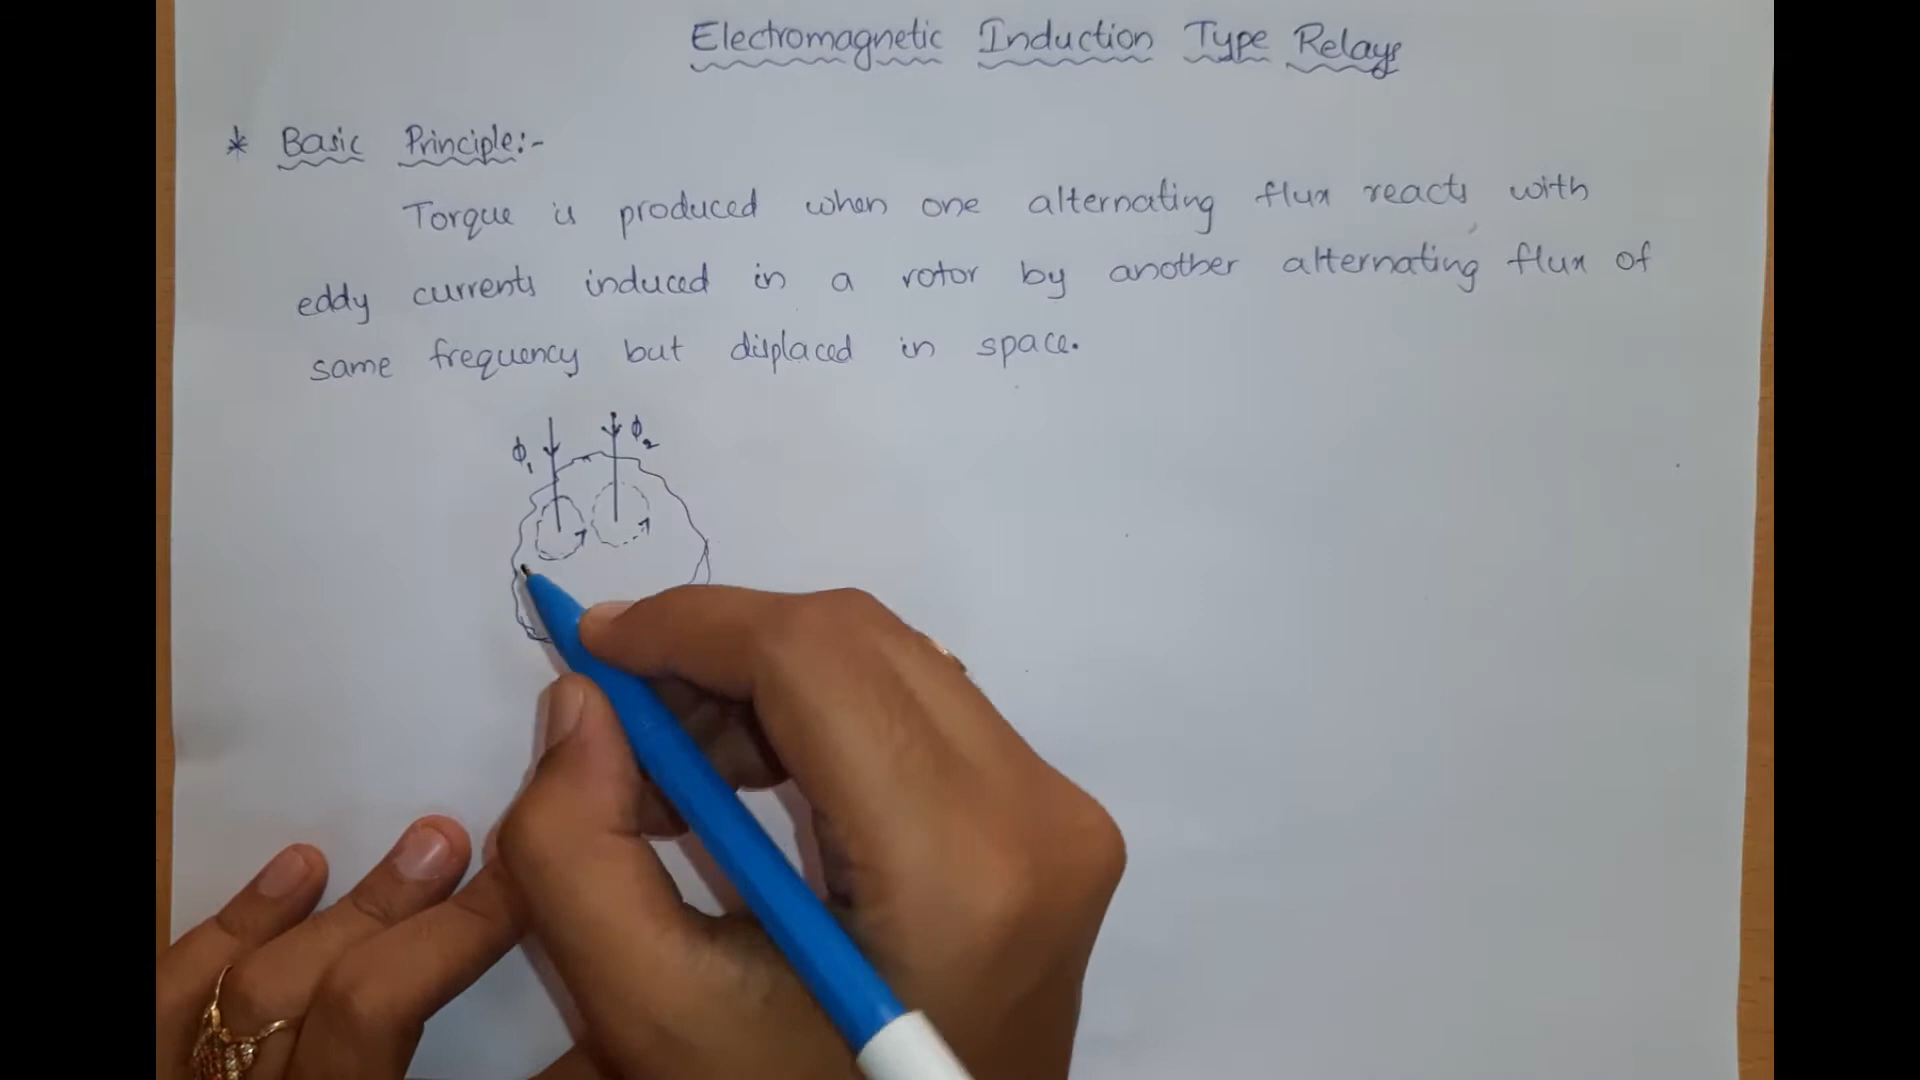 Electromagnetic Induction Type Relays
* Basic Principle:-
Torque is produced when one alternating flux reacts with
eddy currents induced in a rotor by another alternating flux of
same frequency but displaced in space.
ϕ₁ ϕ₂